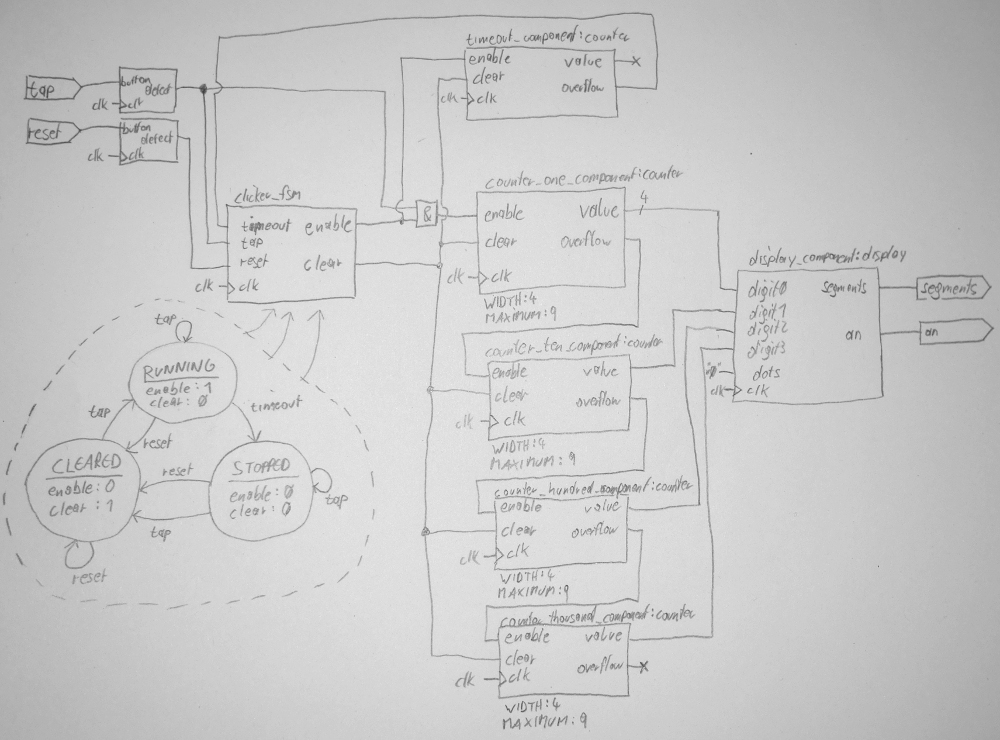 timeout_component:counter
enable
value
clear
overflow
clk
clk
tap
button
detect
clk
clk
reset
button
detect
clk
clk
clicker_fsm
timeout
enable
tap
reset
clear
clk
clk
&
counter_one_component:counter
4
enable
value
clear
overflow
clk
clk
WIDTH:4
MAXIMUM:9
counter_ten_component:counter
enable
value
clear
overflow
clk
clk
WIDTH:4
MAXIMUM:9
counter_hundred_component:counter
enable
value
clear
overflow
clk
clk
WIDTH:4
MAXIMUM:9
counter_thousand_component:counter
enable
value
clear
overflow
clk
clk
WIDTH:4
MAXIMUM:9
display_component:display
digit0
segments
digit1
digit2
an
digit3
"0"
dots
clk
clk
segments
an
tap
RUNNING
enable:1
clear:0
tap
reset
timeout
CLEARED
enable:0
clear:1
reset
STOPPED
enable:0
clear:0
tap
tap
reset